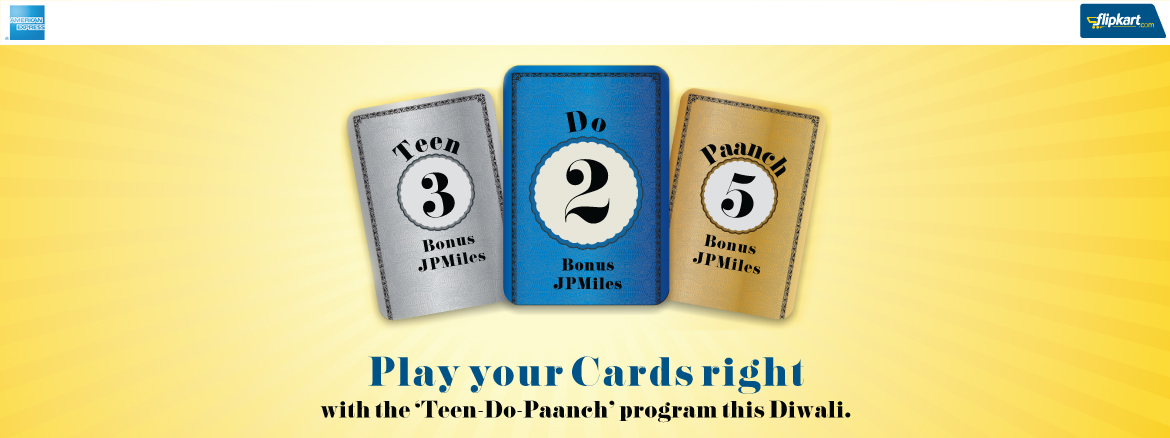 AMERICAN
EXPRESS
®
flipkart.com
Teen
3
Bonus
JPMiles
Do
2
Bonus
JPMiles
Paanch
5
Bonus
JPMiles
Play your Cards right
with the ‘Teen-Do-Paanch’ program this Diwali.